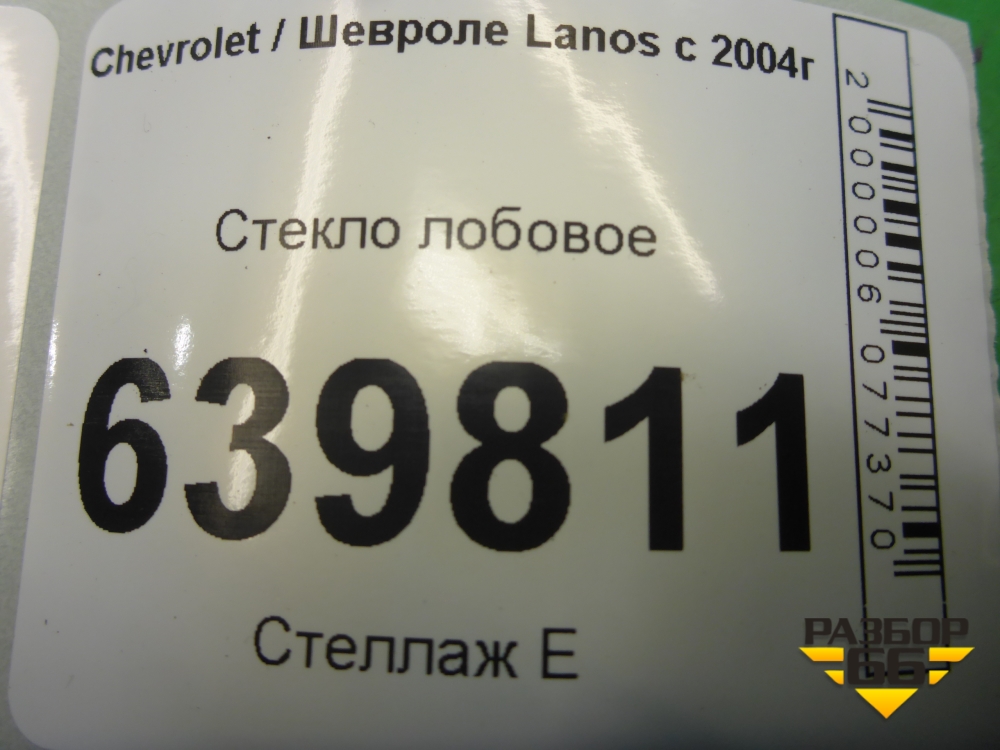 Chevrolet / Шевроле Lanos с 2004г
Стекло лобовое
639811
Стеллаж Е
2000006077370
РАЗБОР
66